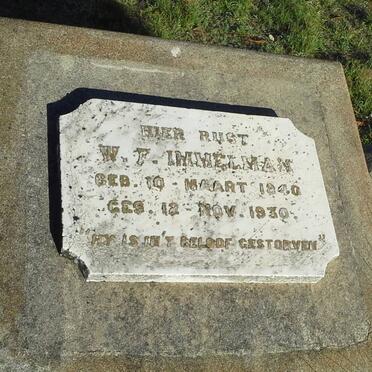 HIER RUST
W. F. IMMELMAN
GEB. 10 MAART 1840
GES. 12 NOV. 1930
"HY IS IN'T GELOOF GESTORVEN"